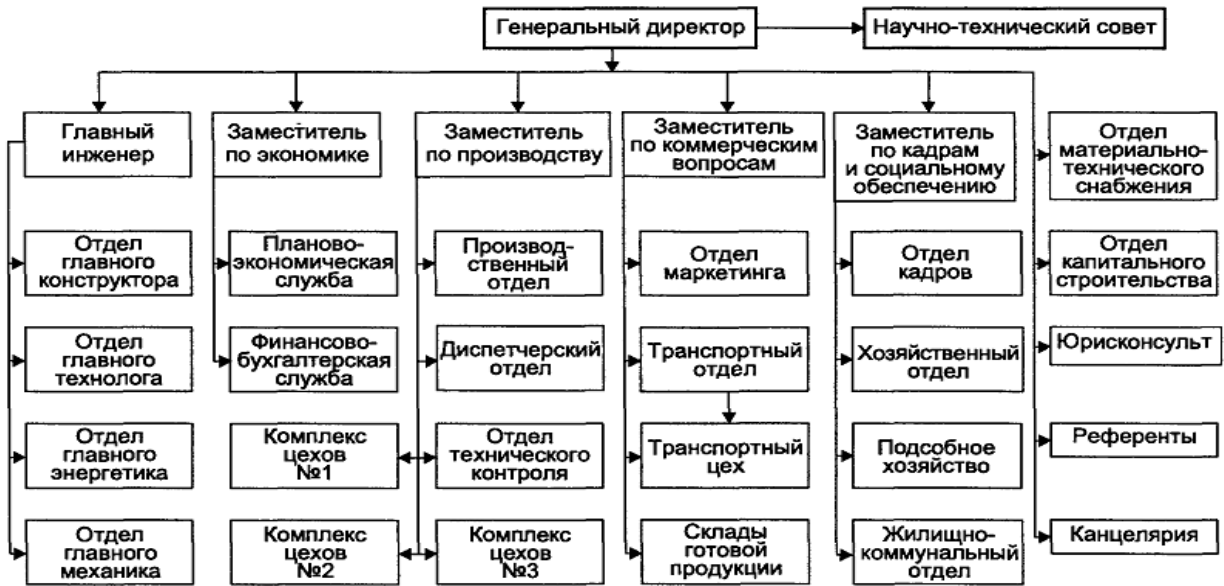 Генеральный директор
Научно-технический совет
Главный
инженер
Заместитель
по экономике
Заместитель
по производству
Заместитель
по коммерческим
вопросам
Заместитель
по кадрам
и социальному
обеспечению
Отдел
материально-
технического
снабжения
Отдел
главного
конструктора
Планово-
экономическая
служба
Производ-
ственный
отдел
Отдел
маркетинга
Отдел
кадров
Отдел
капитального
строительства
Отдел
главного
технолога
Финансово-
бухгалтерская
служба
Диспетчерский
отдел
Транспортный
отдел
Хозяйственный
отдел
Юрисконсульт
Отдел
главного
энергетика
Комплекс
цехов
№1
Отдел
технического
контроля
Транспортный
цех
Подсобное
хозяйство
Референты
Отдел
главного
механика
Комплекс
цехов
№2
Комплекс
цехов
№3
Склады
готовой
продукции
Жилищно-
коммунальный
отдел
Канцелярия